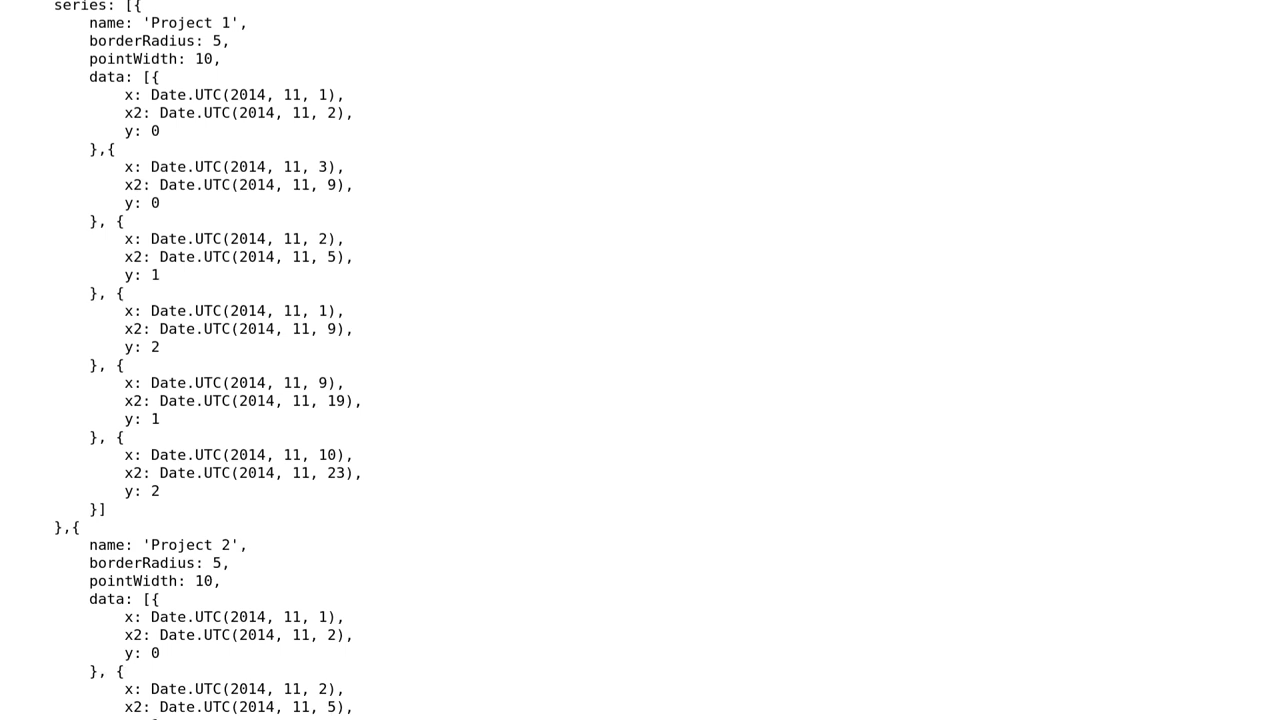 series: [{
name: 'Project 1',
borderRadius: 5,
pointWidth: 10,
data: [{
x: Date.UTC(2014, 11, 1),
x2: Date.UTC(2014, 11, 2),
y: 0
},{
x: Date.UTC(2014, 11, 3),
x2: Date.UTC(2014, 11, 9),
y: 0
}, {
x: Date.UTC(2014, 11, 2),
x2: Date.UTC(2014, 11, 5),
y: 1
}, {
x: Date.UTC(2014, 11, 1),
x2: Date.UTC(2014, 11, 9),
y: 2
}, {
x: Date.UTC(2014, 11, 9),
x2: Date.UTC(2014, 11, 19),
y: 1
}, {
x: Date.UTC(2014, 11, 10),
x2: Date.UTC(2014, 11, 23),
y: 2
}]
},{
name: 'Project 2',
borderRadius: 5,
pointWidth: 10,
data: [{
x: Date.UTC(2014, 11, 1),
x2: Date.UTC(2014, 11, 2),
y: 0
}, {
x: Date.UTC(2014, 11, 2),
x2: Date.UTC(2014, 11, 5),